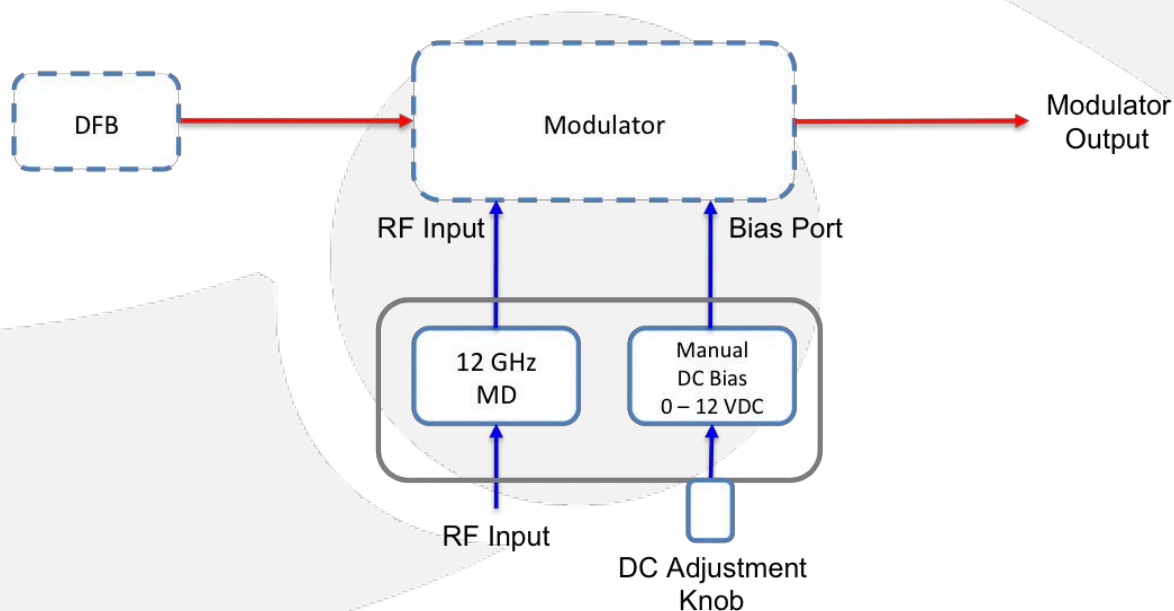 DFB
Modulator
Modulator
Output
RF Input
Bias Port
12 GHz
MD
Manual
DC Bias
0 – 12 VDC
RF Input
DC Adjustment
Knob